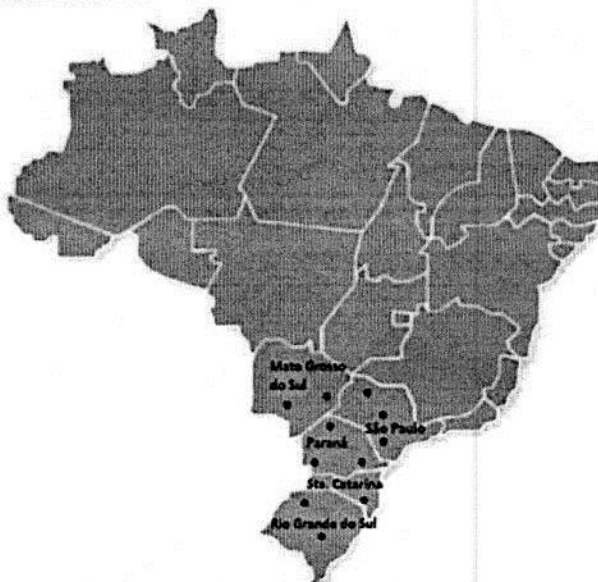 Mato Grosso
do Sul
São Paulo
Paraná
Sta. Catarina
Rio Grande do Sul